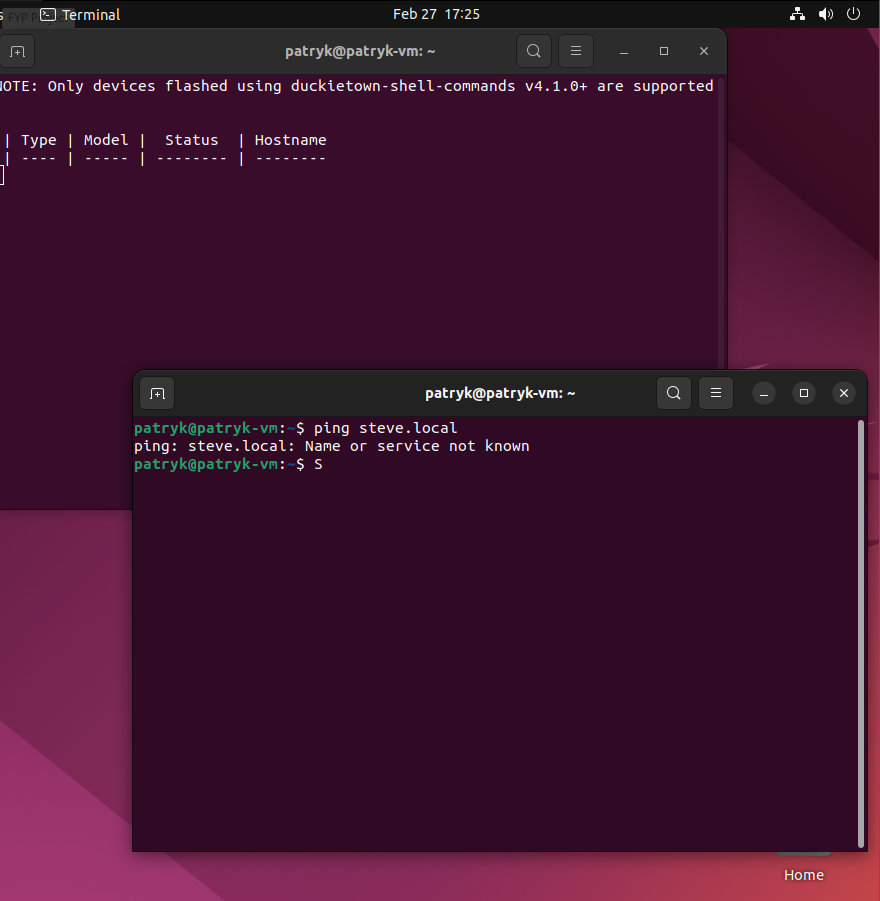 Terminal
Feb 27 17:25
patryk@patryk-vm: ~
NOTE: Only devices flashed using duckietown-shell-commands v4.1.0+ are supported
| Type | Model | Status | Hostname
| ---- | ----- | -------- | --------
patryk@patryk-vm: ~
patryk@patryk-vm:~$ ping steve.local
ping: steve.local: Name or service not known
patryk@patryk-vm:~$ S
Home